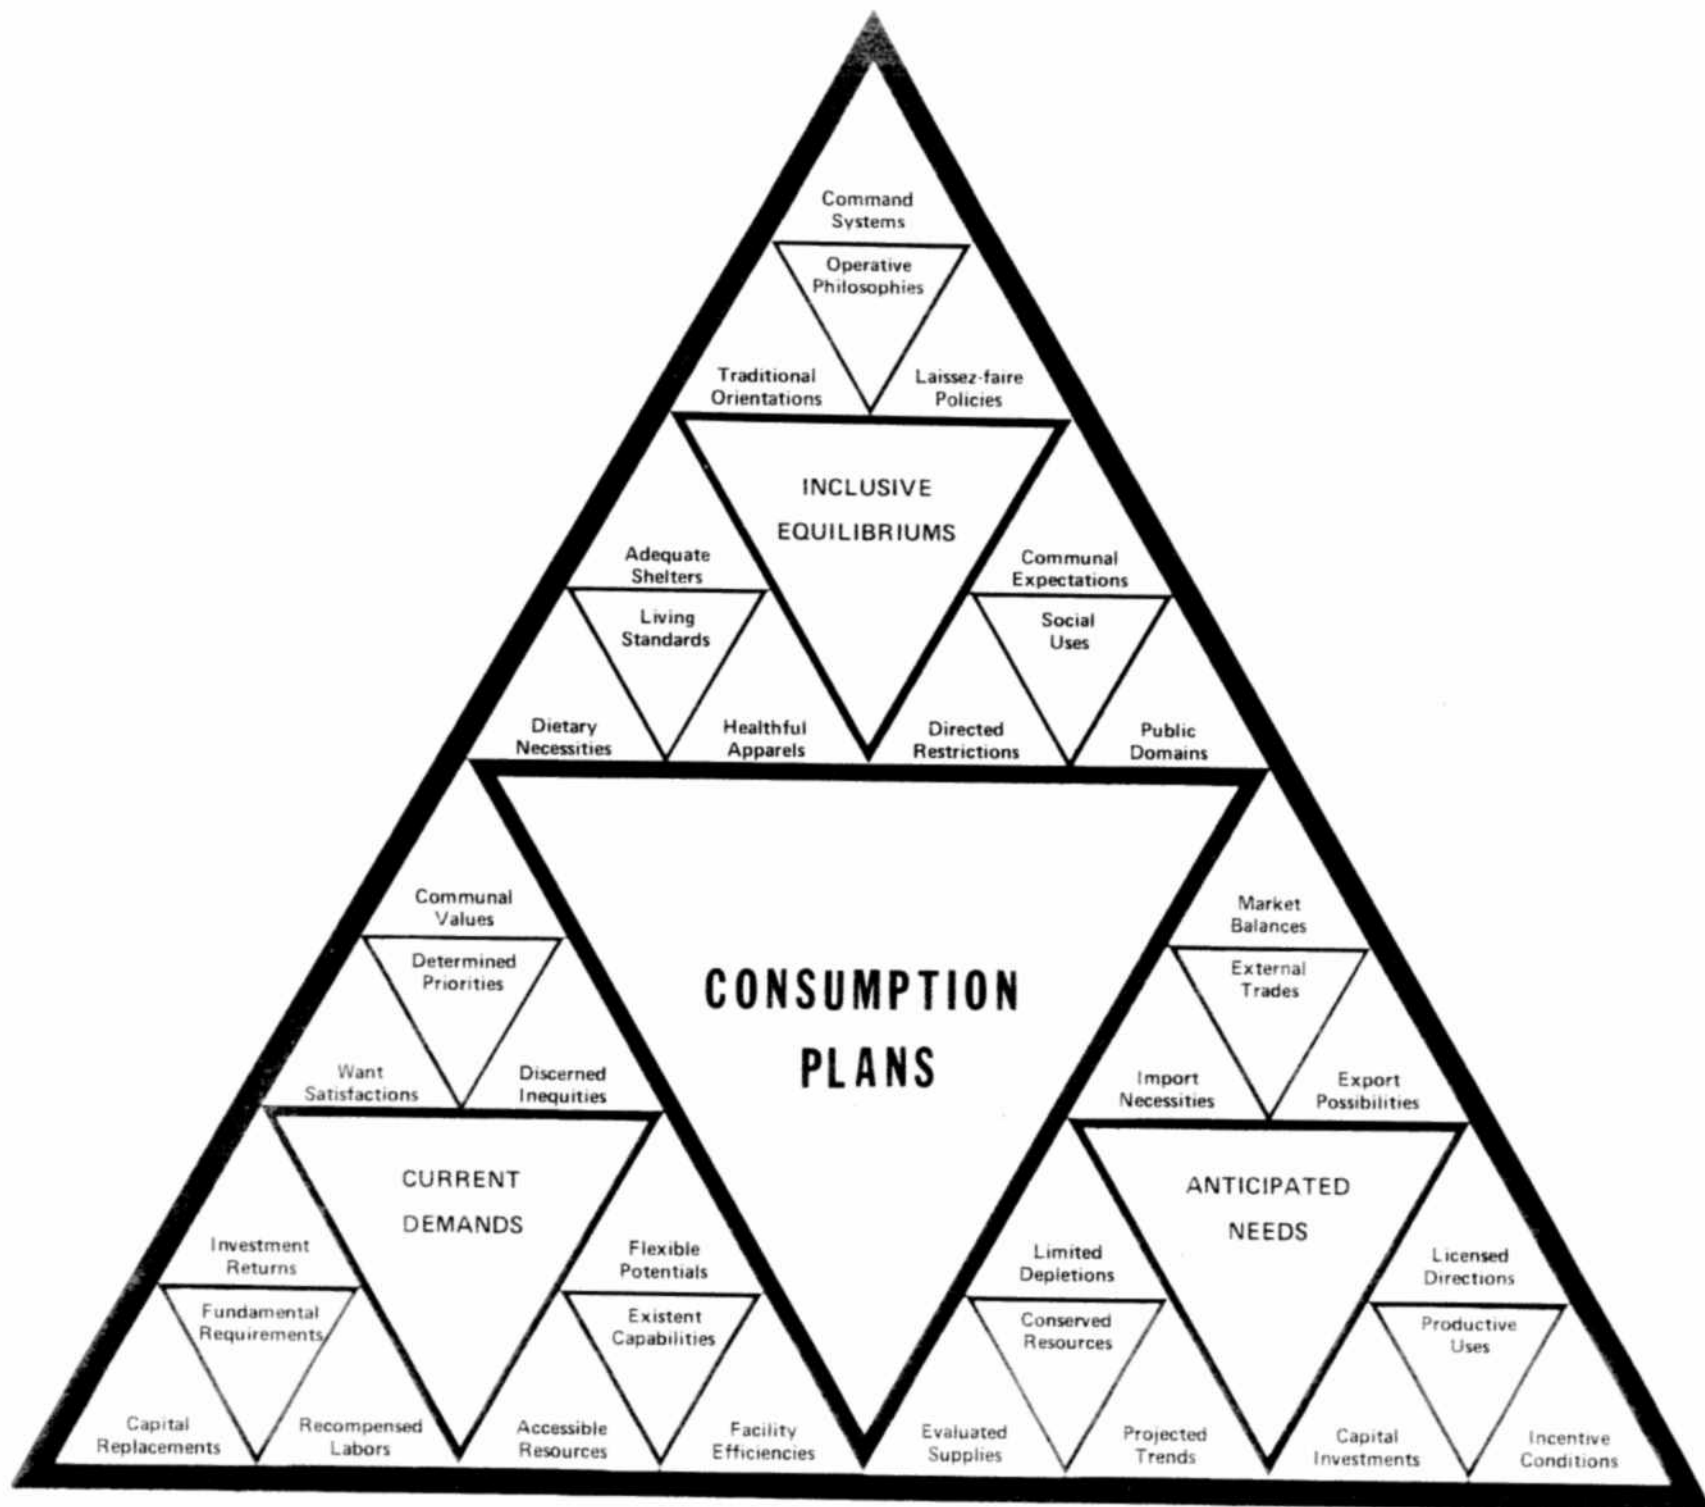 Command
Systems
Operative
Philosophies
Traditional
Orientations
Laissez-faire
Policies
INCLUSIVE
EQUILIBRIUMS
Adequate
Shelters
Living
Standards
Dietary
Necessities
Healthful
Apparels
Communal
Expectations
Social
Uses
Directed
Restrictions
Public
Domains
CONSUMPTION
PLANS
Communal
Values
Determined
Priorities
Want
Satisfactions
Discerned
Inequities
CURRENT
DEMANDS
Investment
Returns
Fundamental
Requirements
Capital
Replacements
Recompensed
Labors
Flexible
Potentials
Existent
Capabilities
Accessible
Resources
Facility
Efficiencies
Market
Balances
External
Trades
Import
Necessities
Export
Possibilities
ANTICIPATED
NEEDS
Limited
Depletions
Conserved
Resources
Evaluated
Supplies
Projected
Trends
Licensed
Directions
Productive
Uses
Capital
Investments
Incentive
Conditions